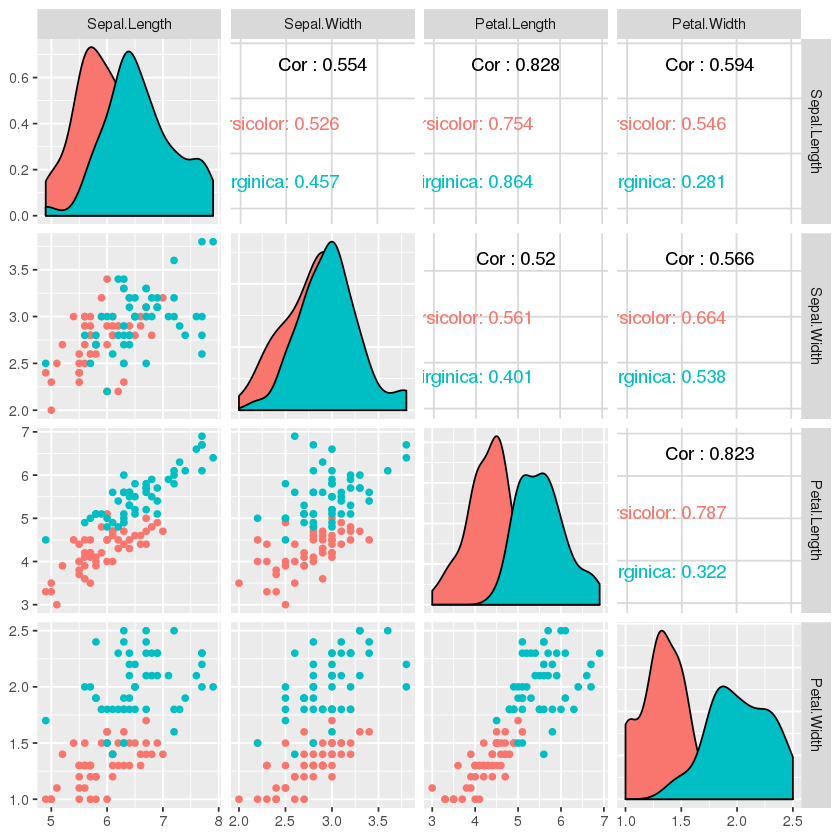 Sepal.Length Sepal.Width Petal.Length Petal.Width
0.6
0.4
0.2
0.0
Cor : 0.554
rsicolor: 0.526
rginica: 0.457
Cor : 0.828
rsicolor: 0.754
irginica: 0.864
Cor : 0.594
rsicolor: 0.546
rginica: 0.281
Sepal.Length
3.5
3.0
2.5
2.0
Cor : 0.52
rsicolor: 0.561
irginica: 0.401
Cor : 0.566
rsicolor: 0.664
rginica: 0.538
Sepal.Width
7
6
5
4
3
Cor : 0.823
rsicolor: 0.787
rginica: 0.322
Petal.Length
2.5
2.0
1.5
1.0
Petal.Width
5 6 7 8
2.0 2.5 3.0 3.5
3 4 5 6 7
1.0 1.5 2.0 2.5